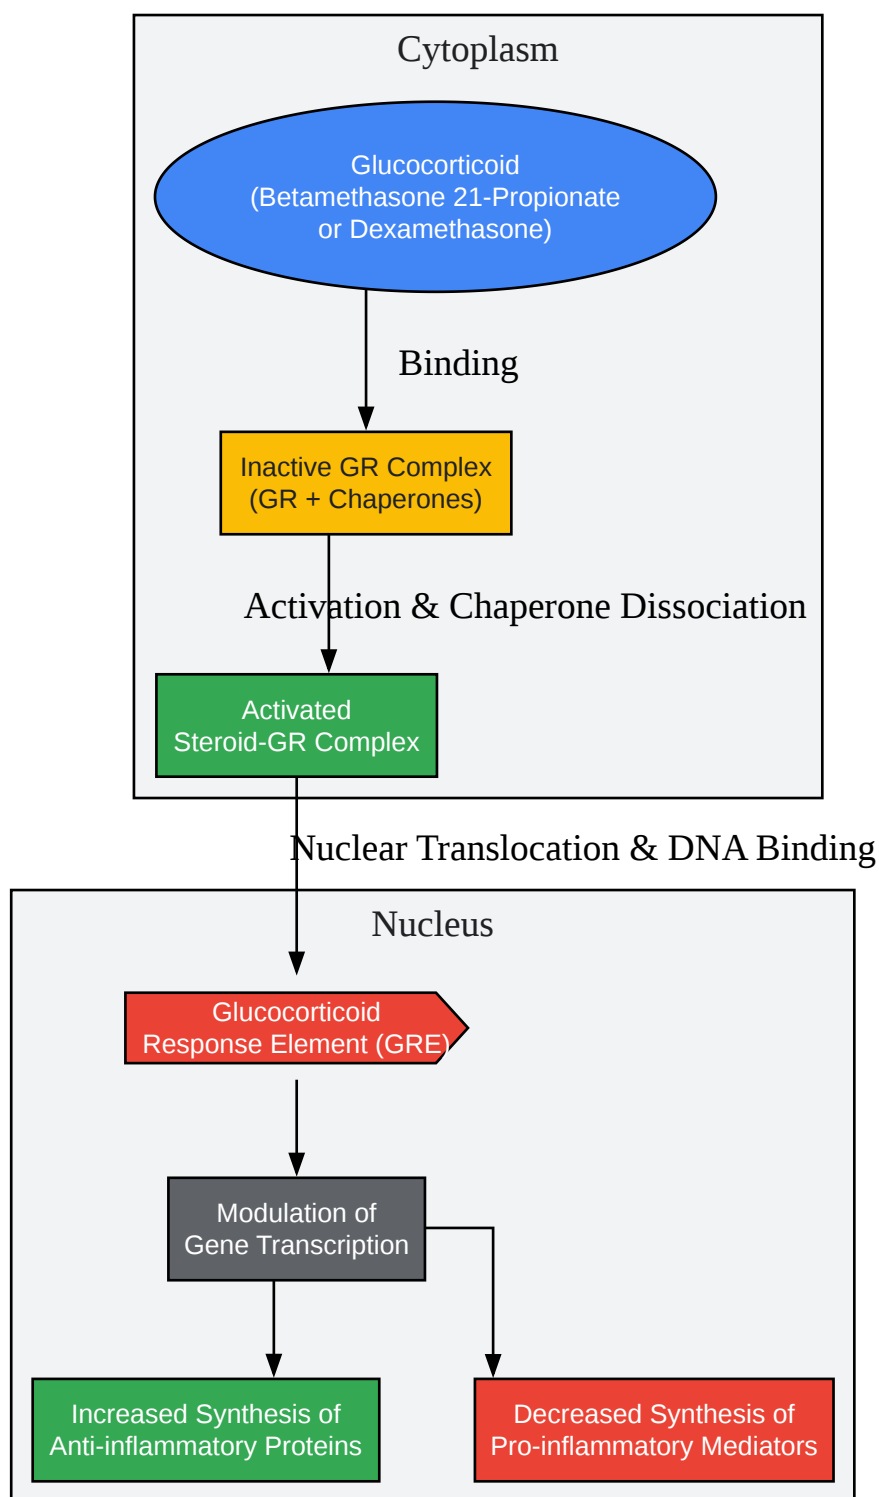 Cytoplasm
Glucocorticoid
(Betamethasone 21-Propionate
or Dexamethasone)
Binding
Inactive GR Complex
(GR + Chaperones)
Activation & Chaperone Dissociation
Activated
Steroid-GR Complex
Nuclear Translocation & DNA Binding
Nucleus
Glucocorticoid
Response Element (GRE)
Modulation of
Gene Transcription
Increased Synthesis of
Anti-inflammatory Proteins
Decreased Synthesis of
Pro-inflammatory Mediators